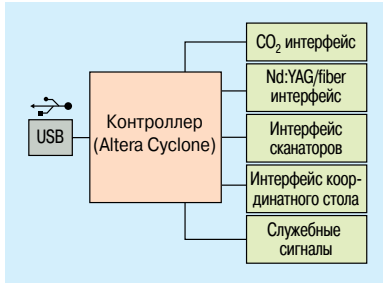 CO₂ интерфейс
Nd:YAG/fiber
интерфейс
USB
Контроллер
(Altera Cyclone)
Интерфейс
сканаторов
Интерфейс коор-
динатного стола
Служебные
сигналы